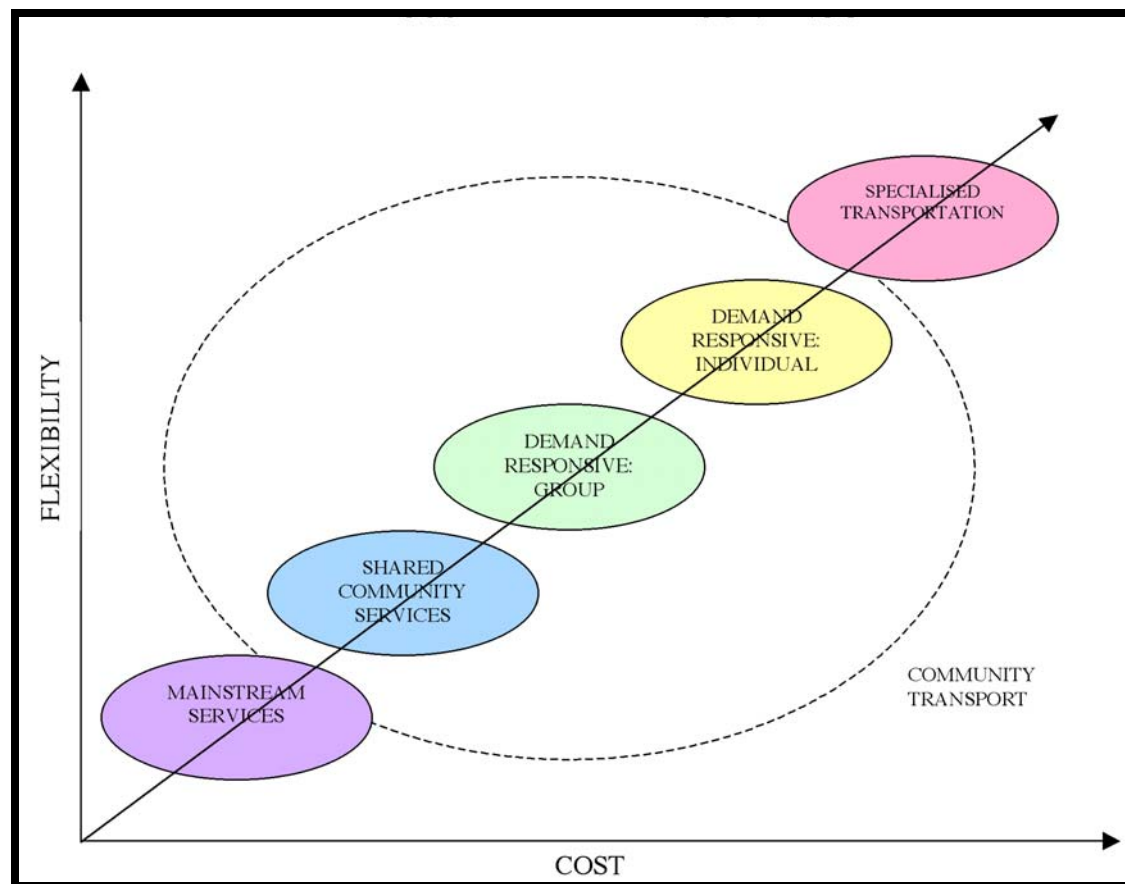 SPECIALISED
TRANSPORTATION
DEMAND
RESPONSIVE:
INDIVIDUAL
DEMAND
RESPONSIVE:
GROUP
SHARED
COMMUNITY
SERVICES
MAINSTREAM
SERVICES
COMMUNITY
TRANSPORT
FLEXIBILITY
COST